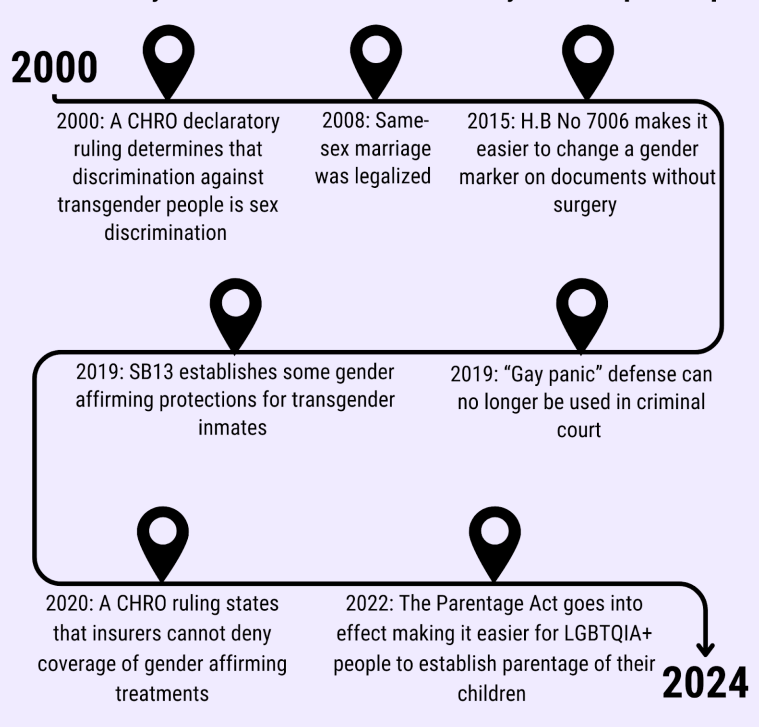 2000
2000: A CHRO declaratory
ruling determines that
discrimination against
transgender people is sex
discrimination
2008: Same-
sex marriage
was legalized
2015: H.B No 7006 makes it
easier to change a gender
marker on documents without
surgery
2019: “Gay panic” defense can
no longer be used in criminal
court
2019: SB13 establishes some gender
affirming protections for transgender
inmates
2020: A CHRO ruling states
that insurers cannot deny
coverage of gender affirming
treatments
2022: The Parentage Act goes into
effect making it easier for LGBTQIA+
people to establish parentage of their
children
2024